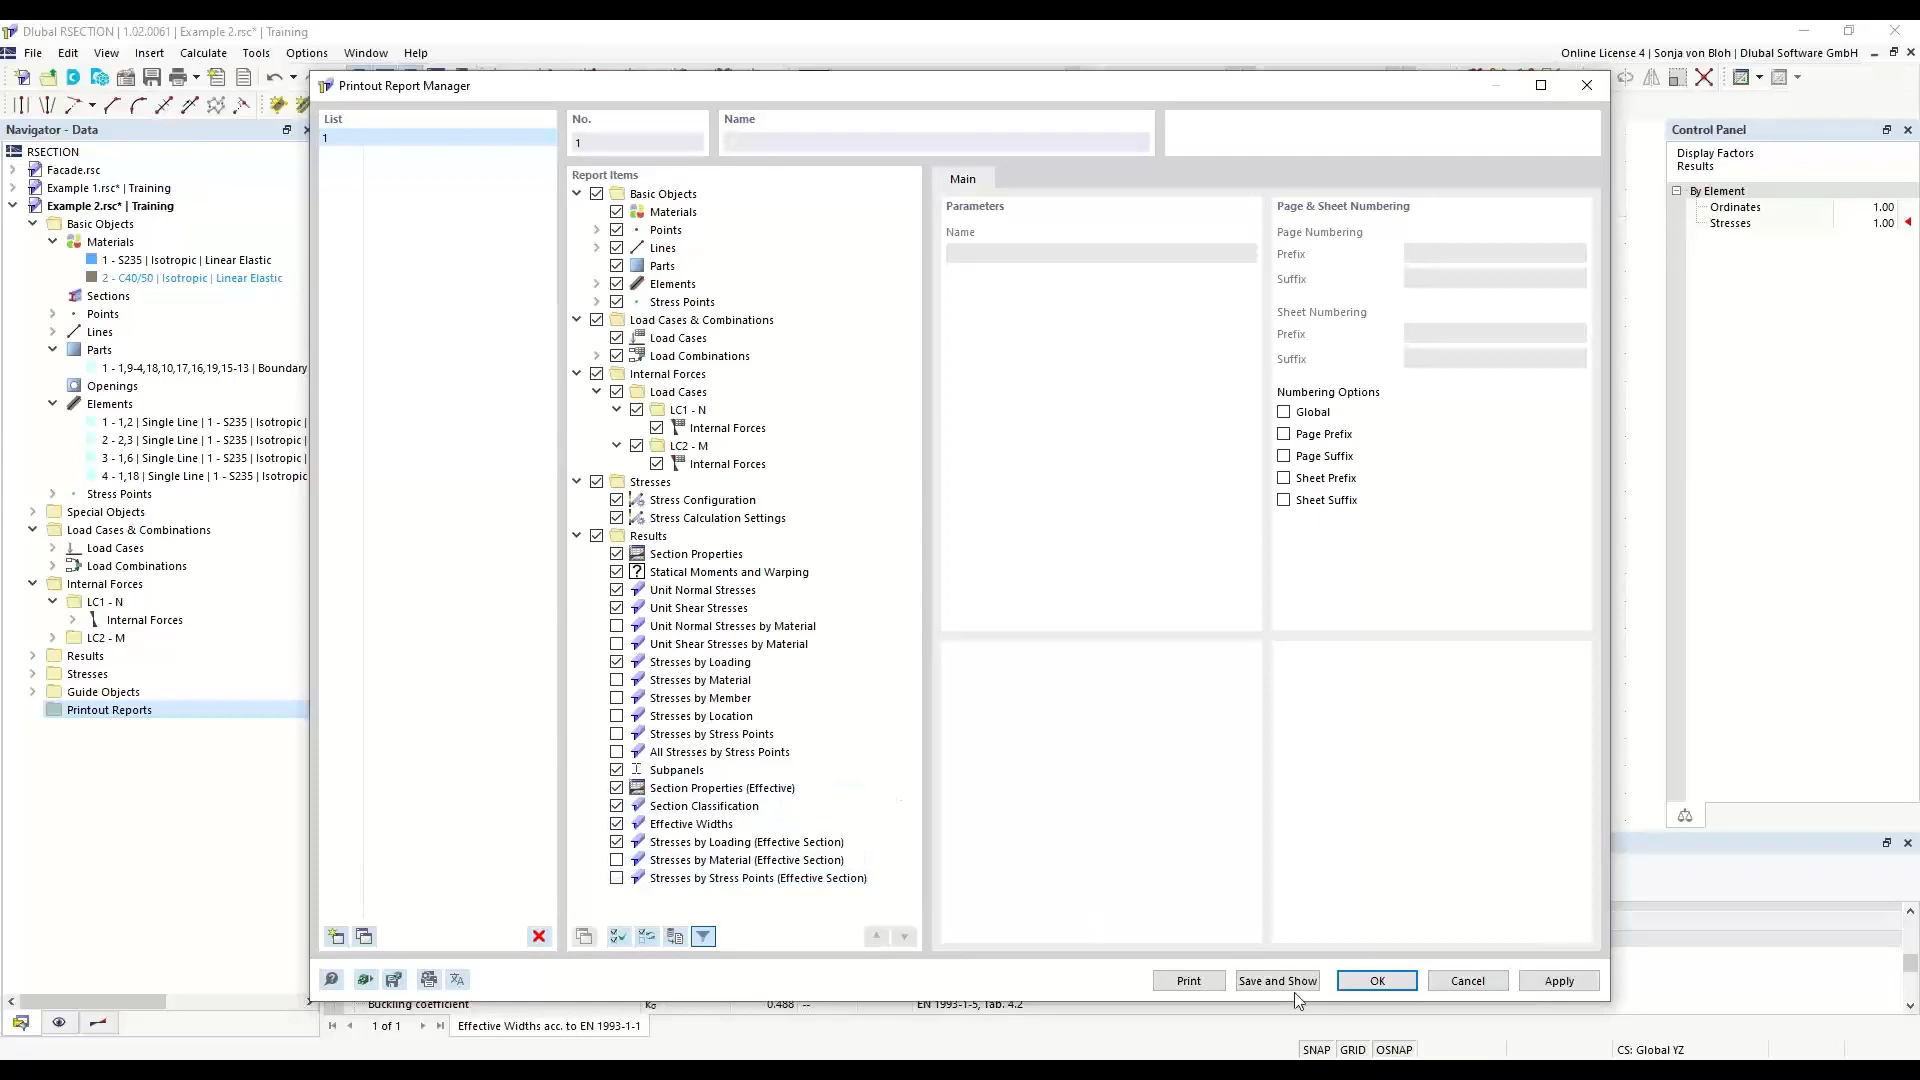 Dlubal RSECTION | 1.02.0061 | Example 2.rsc* | Training
File Edit View Insert Calculate Tools Options Window Help
Online License 4 | Sonja von Bloh | Dlubal Software GmbH
Navigator - Data
RSECTION
Facade.rsc
Example 1.rsc* | Training
Example 2.rsc* | Training
Basic Objects
Materials
1 - S235 | Isotropic | Linear Elastic
2 - C40/50 | Isotropic | Linear Elastic
Sections
Points
Lines
Parts
1 - 1,9-4,18,10,17,16,19,15-13 | Boundary
Openings
Elements
1 - 1,2 | Single Line | 1 - S235 | Isotropic |
2 - 2,3 | Single Line | 1 - S235 | Isotropic |
3 - 1,6 | Single Line | 1 - S235 | Isotropic |
4 - 1,18 | Single Line | 1 - S235 | Isotropic
Stress Points
Special Objects
Load Cases & Combinations
Load Cases
Load Combinations
Internal Forces
LC1 - N
Internal Forces
LC2 - M
Results
Stresses
Guide Objects
Printout Reports
Printout Report Manager
List
1
No.
1
Name
Report Items
Basic Objects
Materials
Points
Lines
Parts
Elements
Stress Points
Load Cases & Combinations
Load Cases
Load Combinations
Internal Forces
Load Cases
LC1 - N
Internal Forces
LC2 - M
Internal Forces
Stresses
Stress Configuration
Stress Calculation Settings
Results
Section Properties
Statical Moments and Warping
Unit Normal Stresses
Unit Shear Stresses
Unit Normal Stresses by Material
Unit Shear Stresses by Material
Stresses by Loading
Stresses by Material
Stresses by Member
Stresses by Location
Stresses by Stress Points
All Stresses by Stress Points
Subpanels
Section Properties (Effective)
Section Classification
Effective Widths
Stresses by Loading (Effective Section)
Stresses by Material (Effective Section)
Stresses by Stress Points (Effective Section)
Main
Parameters
Name
Page & Sheet Numbering
Page Numbering
Prefix
Suffix
Sheet Numbering
Prefix
Suffix
Numbering Options
Global
Page Prefix
Page Suffix
Sheet Prefix
Sheet Suffix
Print Save and Show OK Cancel Apply
Control Panel
Display Factors
Results
By Element
Ordinates 1.00
Stresses 1.00
Buckling coefficient kσ 0.488 -- EN 1993-1-5, Tab. 4.2
1 of 1 Effective Widths acc. to EN 1993-1-1
SNAP GRID OSNAP CS: Global YZ